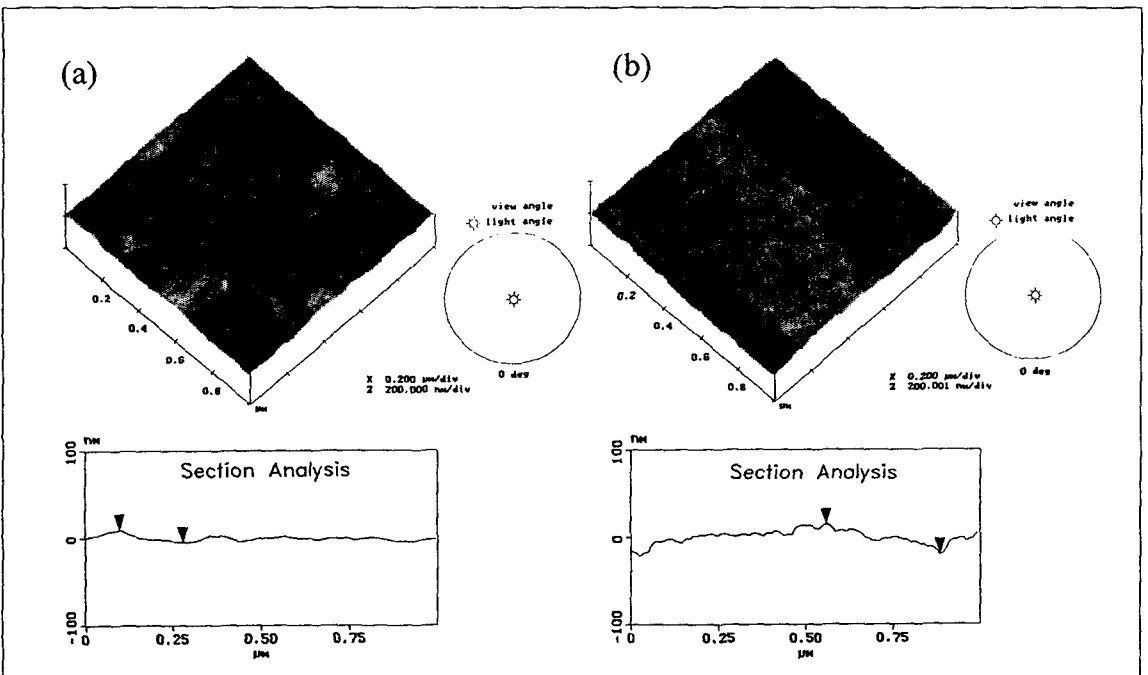 (a)
view angle
light angle
0.2
0.4
0.6
0.8
μm
0 deg
X 0.200 μm/div
Z 200.000 nm/div
nm
100
Section Analysis
0
-100
0
0.25
0.50
0.75
μm
(b)
view angle
light angle
0.2
0.4
0.6
0.8
μm
0 deg
X 0.200 μm/div
Z 200.001 nm/div
nm
100
Section Analysis
0
-100
0
0.25
0.50
0.75
μm